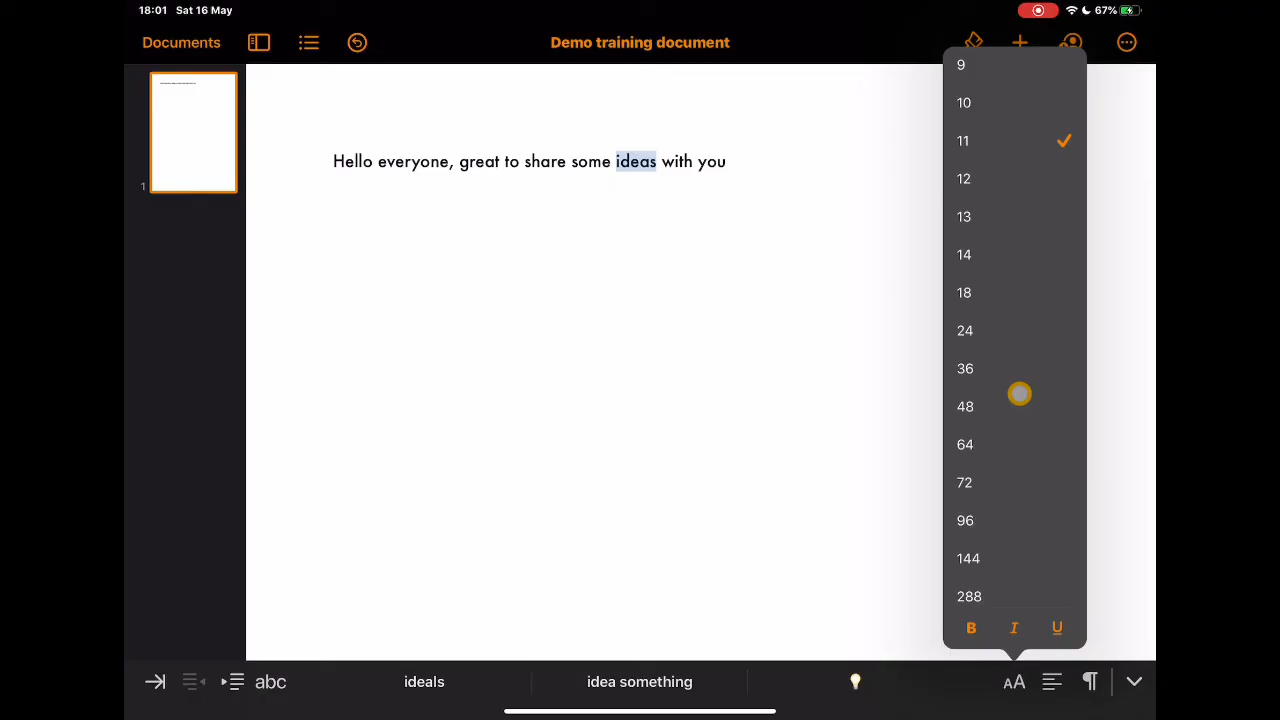 18:01 Sat 16 May
67%
Documents
Demo training document
Hello everyone, great to share some ideas with you
1
9
10
11
12
13
14
18
24
36
48
64
72
96
144
288
B I U
abc
ideals
idea something
AA